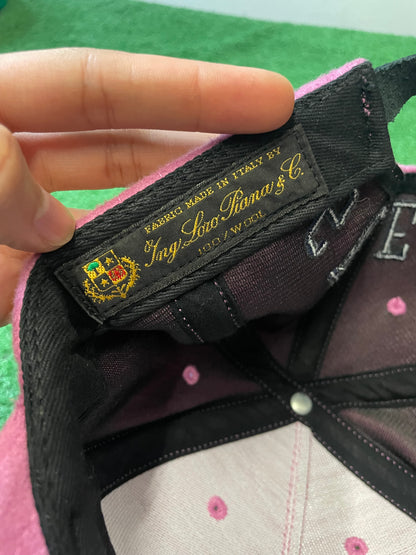 FABRIC MADE IN ITALY BY
Ing. Loro Piana & C.
100% WOOL
E